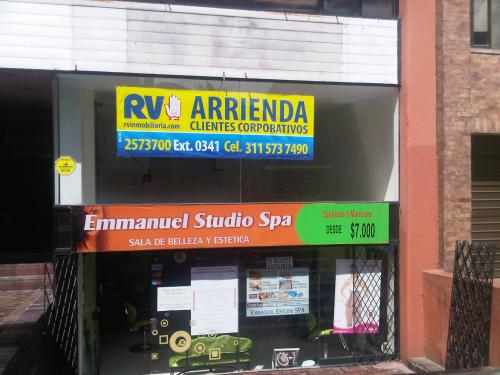 RV ARRIENDA
rvinmobiliaria.com CLIENTES CORPORATIVOS
2573700 Ext. 0341 Cel. 311 573 7490
Emmanuel Studio Spa
SALA DE BELLEZA Y ESTETICA
Cepillado o Manicure
DESDE $7.000
EMMANUEL ESTUDIO SPA